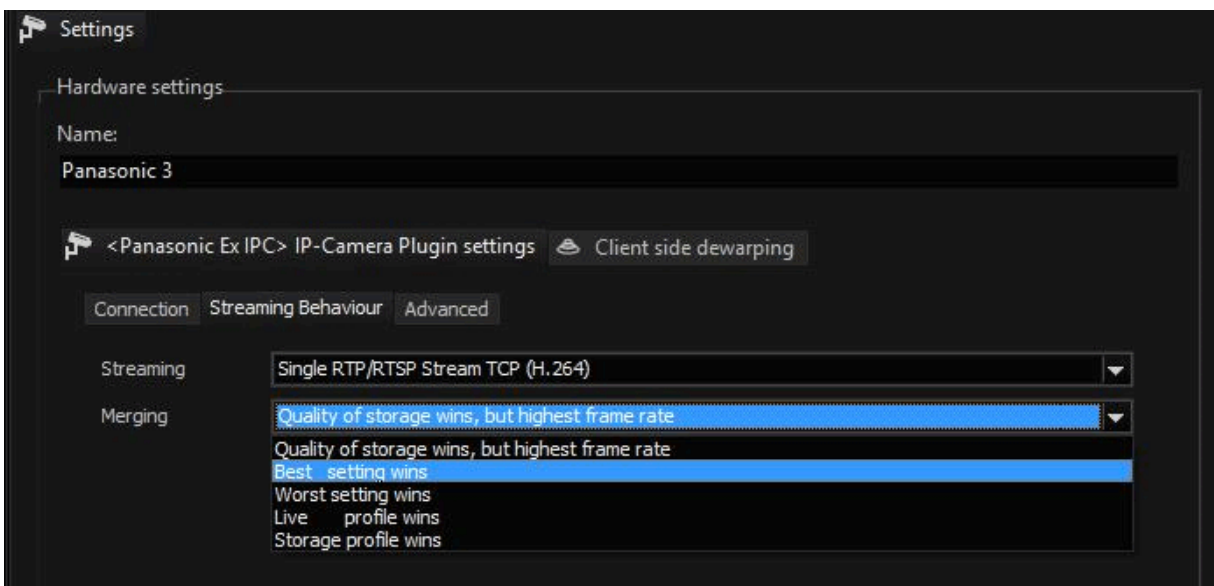 Settings
Hardware settings
Name:
Panasonic 3
<Panasonic Ex IPC> IP-Camera Plugin settings Client side dewarping
Connection Streaming Behaviour Advanced
Streaming Single RTP/RTSP Stream TCP (H.264)
Merging Quality of storage wins, but highest frame rate
Quality of storage wins, but highest frame rate
Best setting wins
Worst setting wins
Live profile wins
Storage profile wins